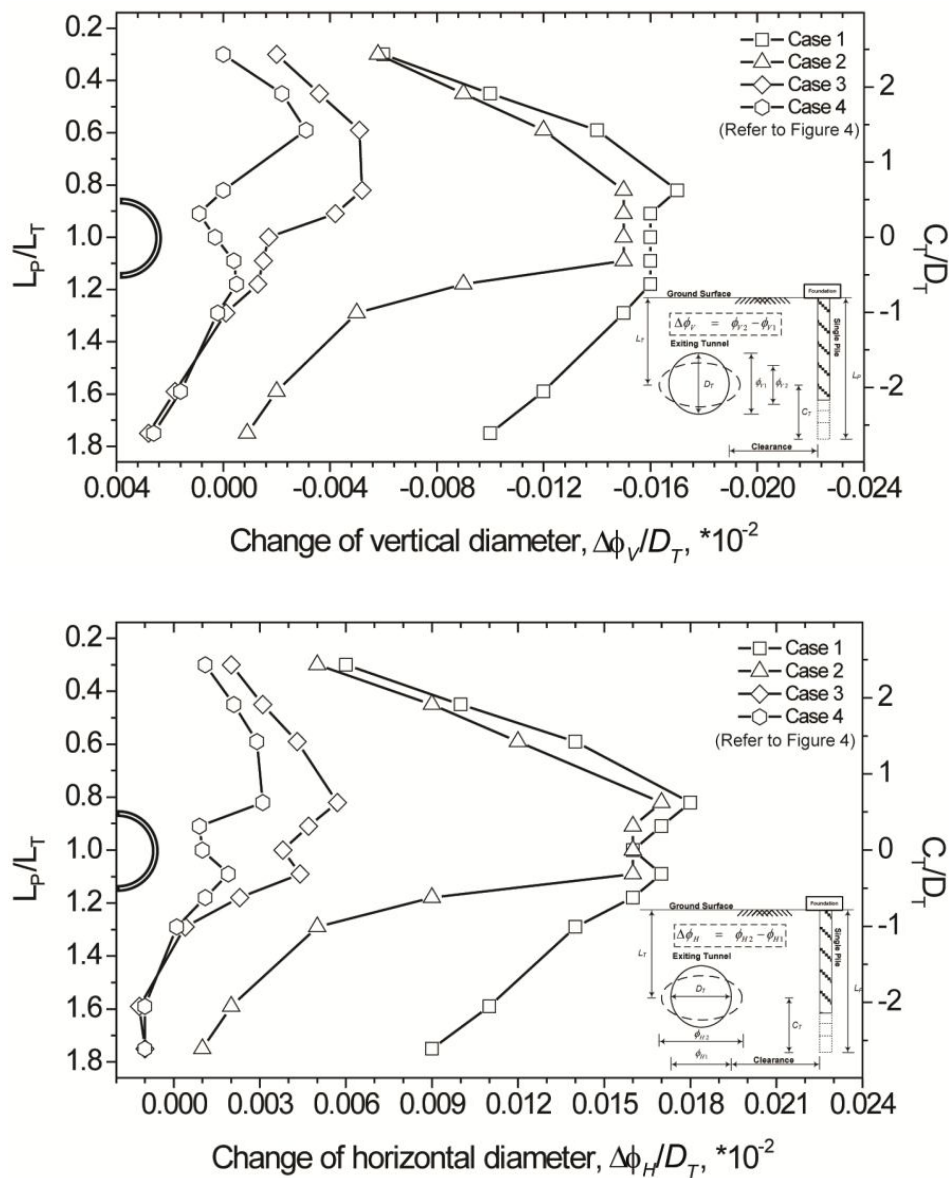 0.2
0.4
0.6
0.8
1.0
1.2
1.4
1.6
1.8
L_P/L_T
2
1
0
-1
-2
C_T/D_T
Case 1
Case 2
Case 3
Case 4
(Refer to Figure 4)
Ground Surface
Foundation
Δϕ_V = ϕ_V2 − ϕ_V1
Exiting Tunnel
L_T
D_T
ϕ_V1
ϕ_V2
C_T
Single Pile
L_P
Clearance
0.004 0.000 -0.004 -0.008 -0.012 -0.016 -0.020 -0.024
Change of vertical diameter, Δϕ_V/D_T, *10^-2
0.2
0.4
0.6
0.8
1.0
1.2
1.4
1.6
1.8
L_P/L_T
2
1
0
-1
-2
C_T/D_T
Case 1
Case 2
Case 3
Case 4
(Refer to Figure 4)
Ground Surface
Foundation
Δϕ_H = ϕ_H2 − ϕ_H1
Exiting Tunnel
L_T
D_T
ϕ_H2
ϕ_H1
C_T
Single Pile
L_P
Clearance
0.000 0.003 0.006 0.009 0.012 0.015 0.018 0.021 0.024
Change of horizontal diameter, Δϕ_H/D_T, *10^-2